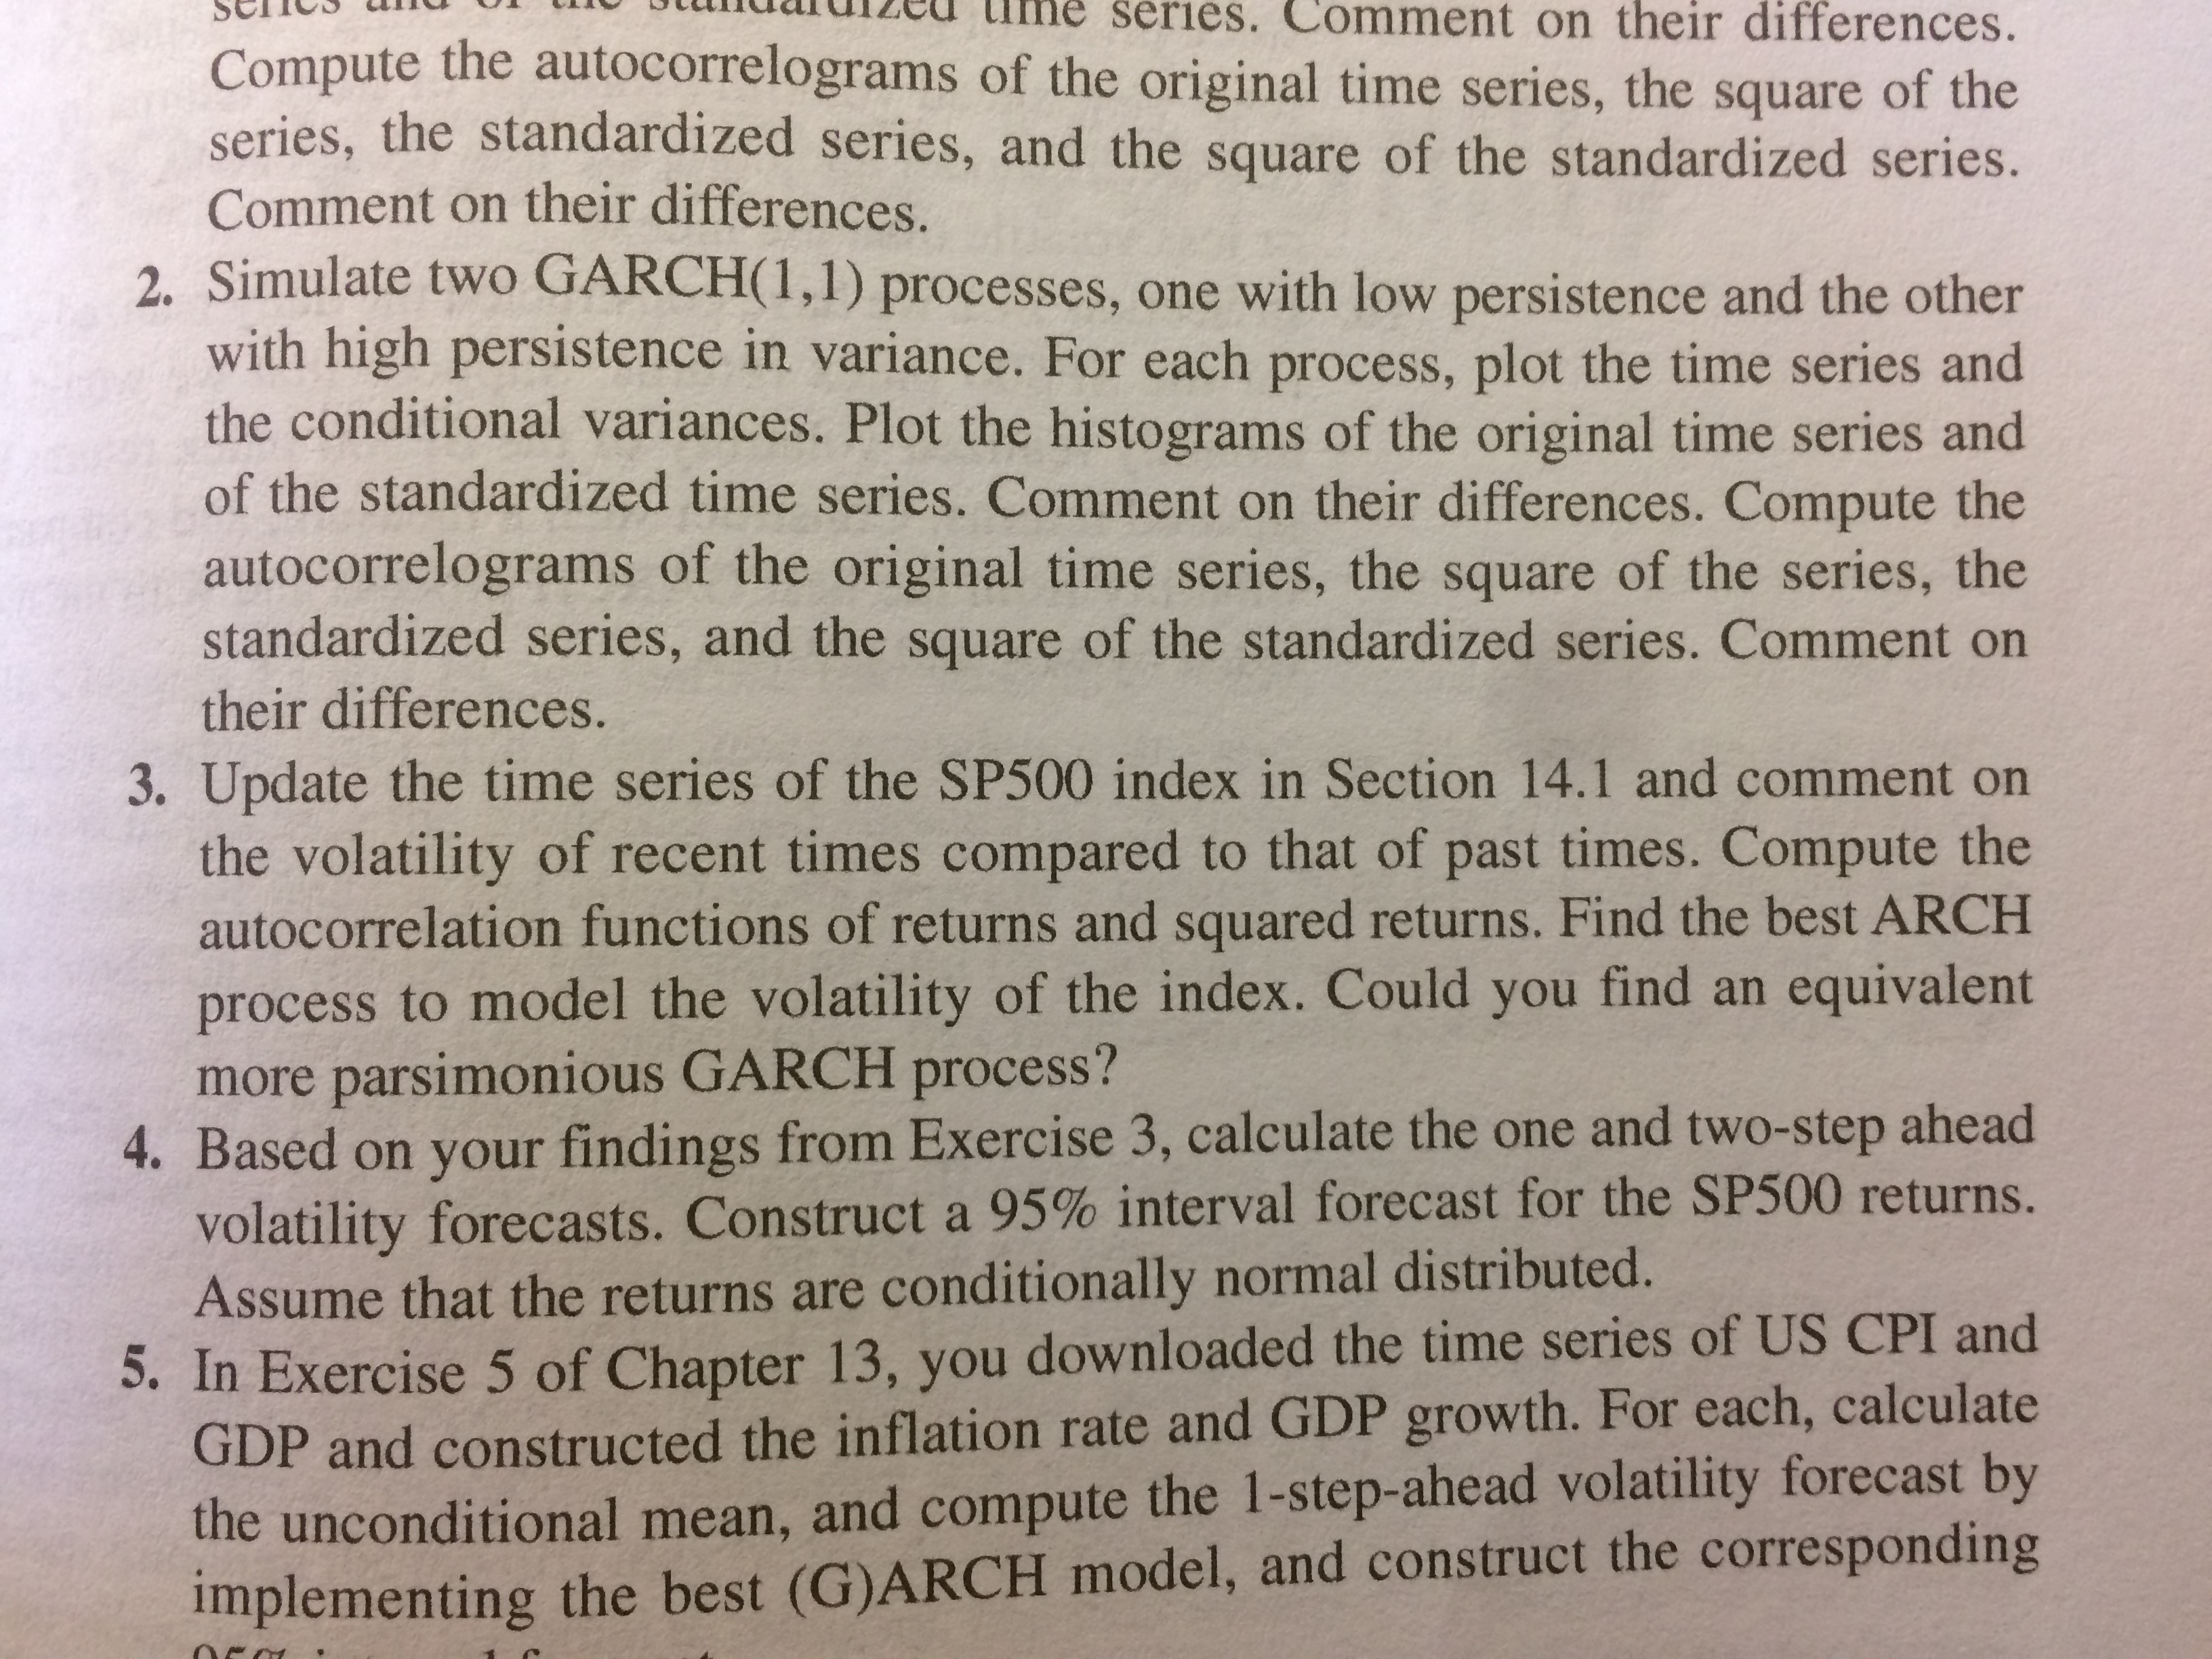 series and of the standardized time series. Comment on their differences.
Compute the autocorrelograms of the original time series, the square of the
series, the standardized series, and the square of the standardized series.
Comment on their differences.
2. Simulate two GARCH(1,1) processes, one with low persistence and the other
with high persistence in variance. For each process, plot the time series and
the conditional variances. Plot the histograms of the original time series and
of the standardized time series. Comment on their differences. Compute the
autocorrelograms of the original time series, the square of the series, the
standardized series, and the square of the standardized series. Comment on
their differences.
3. Update the time series of the SP500 index in Section 14.1 and comment on
the volatility of recent times compared to that of past times. Compute the
autocorrelation functions of returns and squared returns. Find the best ARCH
process to model the volatility of the index. Could you find an equivalent
more parsimonious GARCH process?
4. Based on your findings from Exercise 3, calculate the one and two-step ahead
volatility forecasts. Construct a 95% interval forecast for the SP500 returns.
Assume that the returns are conditionally normal distributed.
5. In Exercise 5 of Chapter 13, you downloaded the time series of US CPI and
GDP and constructed the inflation rate and GDP growth. For each, calculate
the unconditional mean, and compute the 1-step-ahead volatility forecast by
implementing the best (G)ARCH model, and construct the corresponding
95%